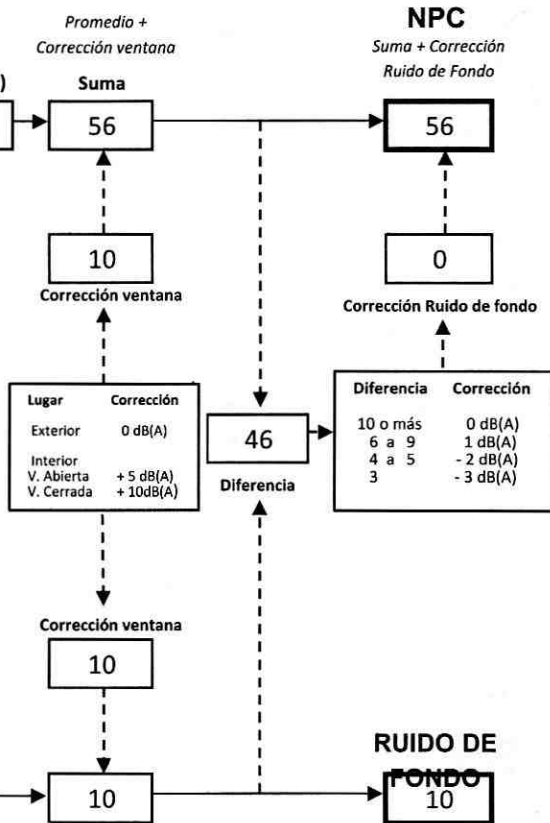 Promedio +
Corrección ventana
NPC
Suma + Corrección
Ruido de Fondo
)
Suma
56
56
10
0
Corrección ventana
Corrección Ruido de fondo
Lugar Corrección
Exterior 0 dB(A)
Interior
V. Abierta + 5 dB(A)
V. Cerrada + 10dB(A)
46
Diferencia
Diferencia Corrección
10 o más 0 dB(A)
6 a 9 1 dB(A)
4 a 5 - 2 dB(A)
3 - 3 dB(A)
Corrección ventana
10
RUIDO DE
FONDO
10
10